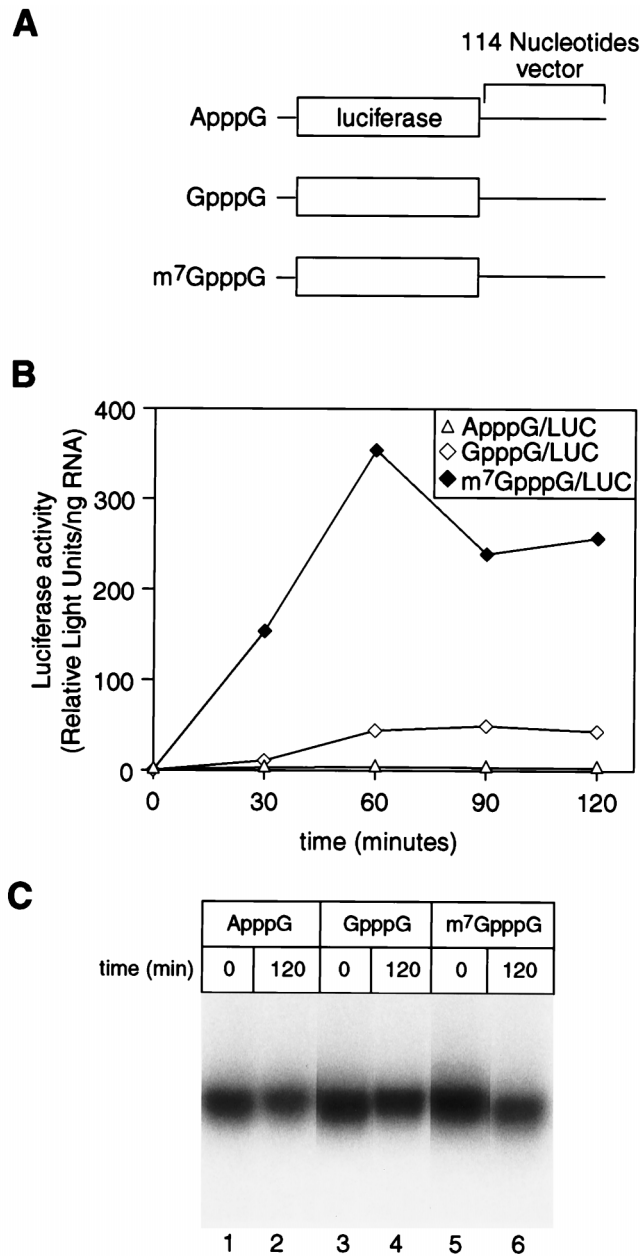 A
114 Nucleotides
vector
ApppG
luciferase
GpppG
m7GpppG
B
Luciferase activity
(Relative Light Units/ng RNA)
400
300
200
100
0
ApppG/LUC
GpppG/LUC
m7GpppG/LUC
0 30 60 90 120
time (minutes)
C
ApppG GpppG m7GpppG
time (min) 0 120 0 120 0 120
1 2 3 4 5 6